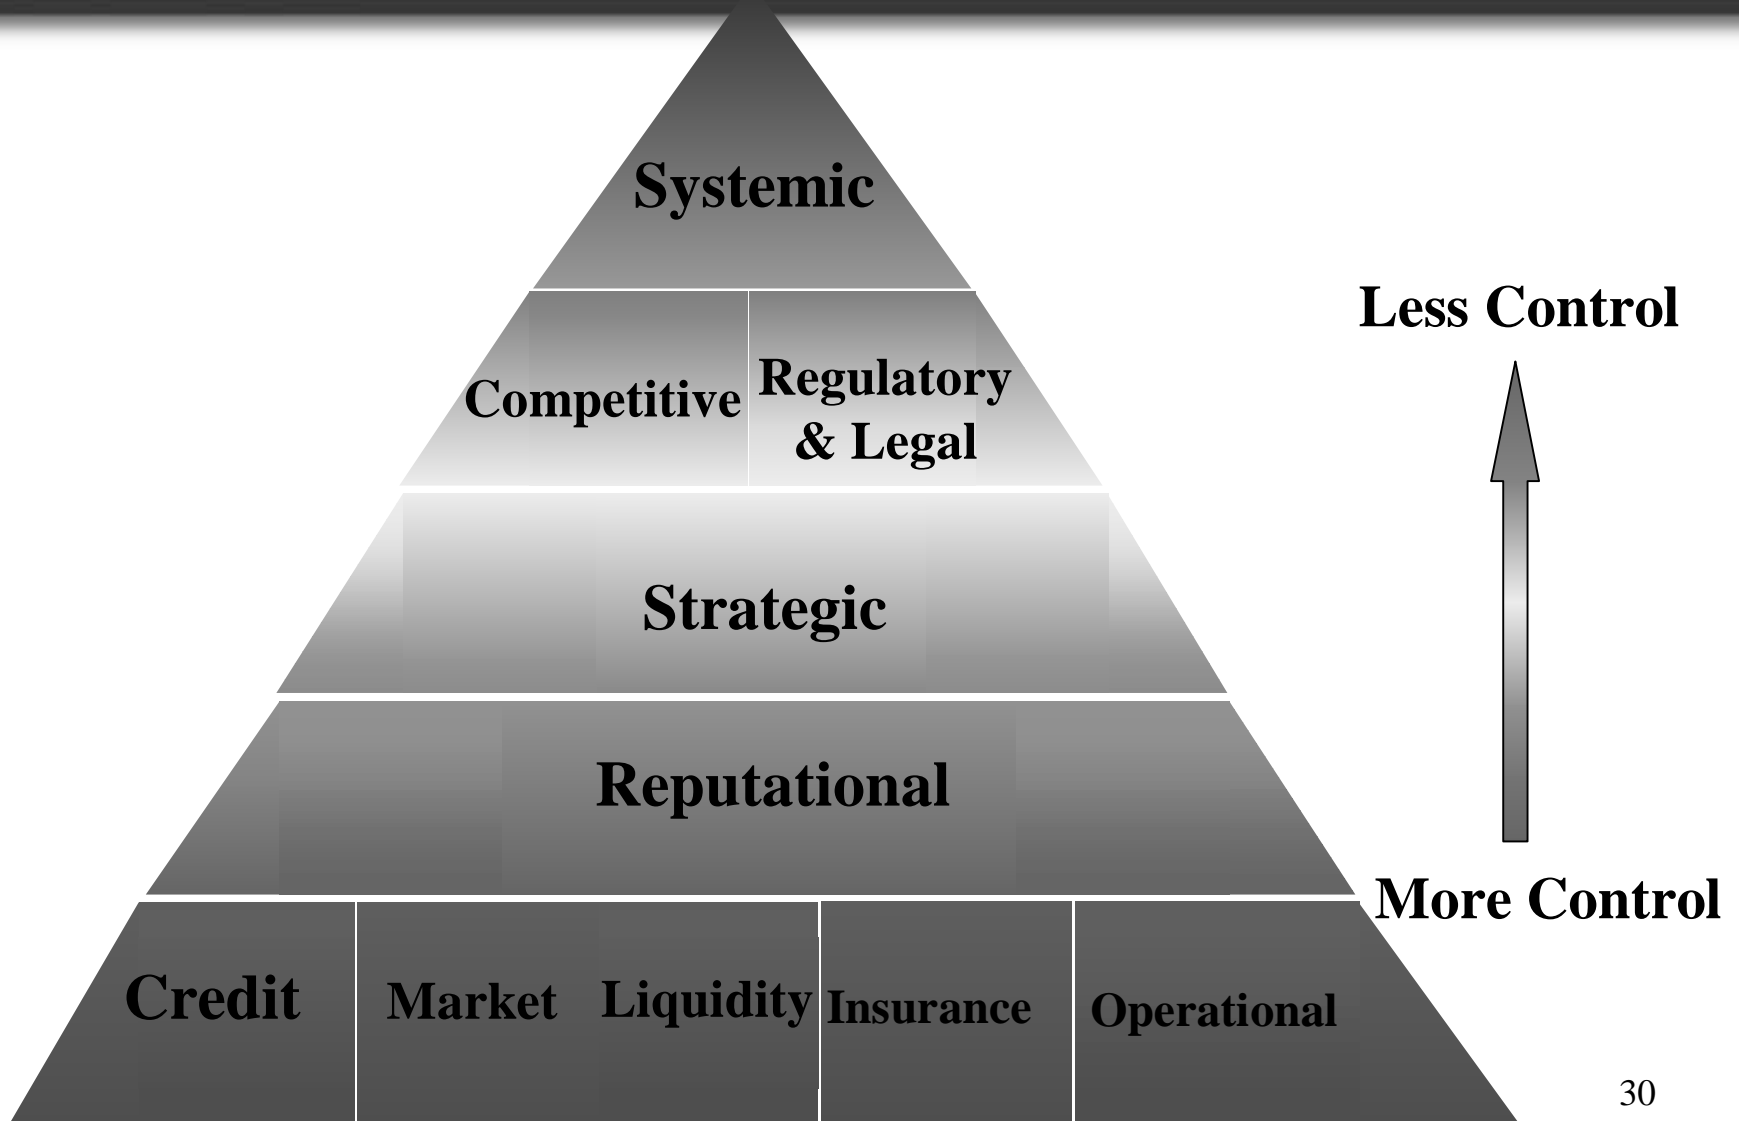 Systemic
Less Control
Competitive
Regulatory
& Legal
Strategic
Reputational
More Control
Credit
Market
Liquidity
Insurance
Operational
30